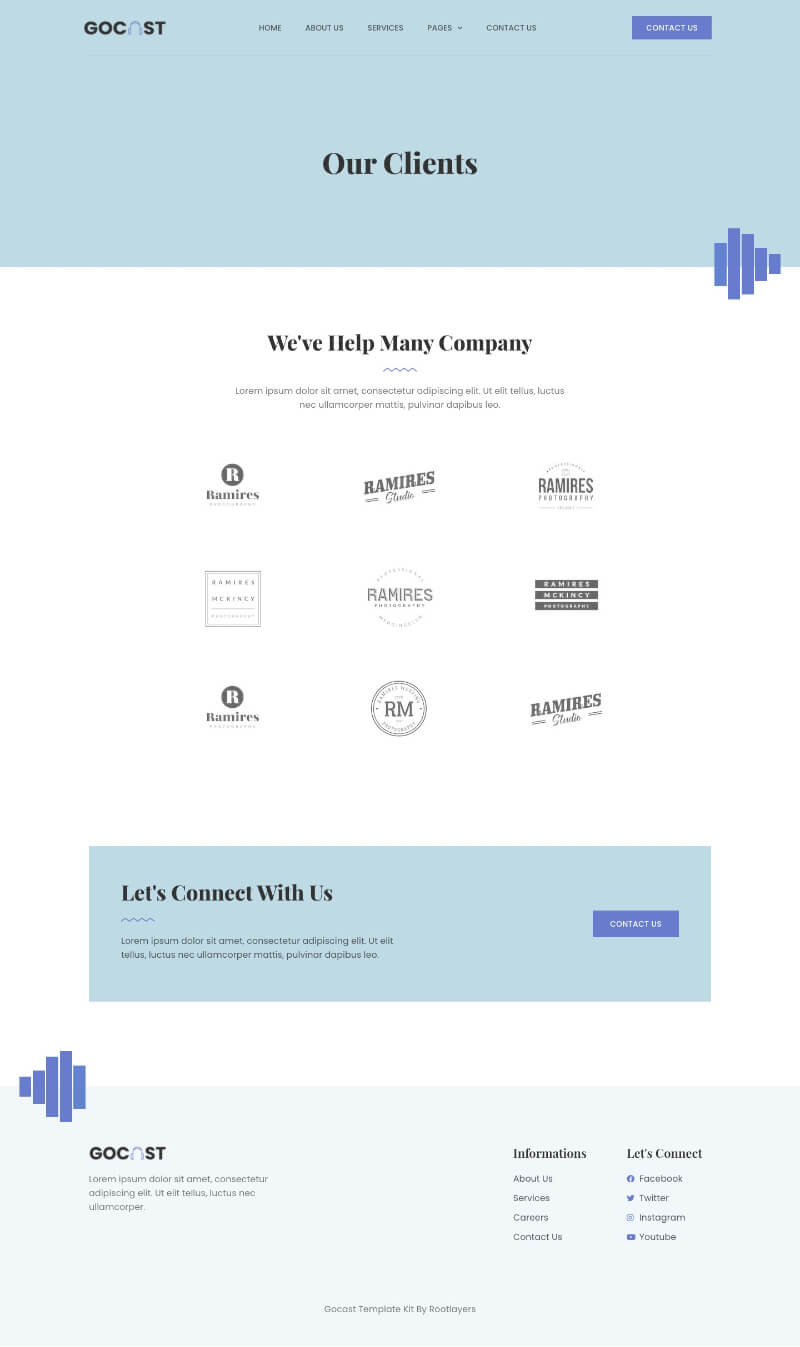 GOCAST
HOME ABOUT US SERVICES PAGES CONTACT US
CONTACT US
Our Clients
We've Help Many Company
Lorem ipsum dolor sit amet, consectetur adipiscing elit. Ut elit tellus, luctus
nec ullamcorper mattis, pulvinar dapibus leo.
R
Ramires
PHOTOGRAPHY
RAMIRES
Studio
PROFESSIONAL
RAMIRES
PHOTOGRAPHY
RAMIRES
MCKINCY
PHOTOGRAPHY
PROFESSIONAL
RAMIRES
PHOTOGRAPHY
RAMIRES
MCKINCY
PHOTOGRAPHY
R
Ramires
PHOTOGRAPHY
RM
PHOTOGRAPHY
RAMIRES
Studio
Let's Connect With Us
Lorem ipsum dolor sit amet, consectetur adipiscing elit. Ut elit
tellus, luctus nec ullamcorper mattis, pulvinar dapibus leo.
CONTACT US
GOCAST
Lorem ipsum dolor sit amet, consectetur
adipiscing elit. Ut elit tellus, luctus nec
ullamcorper.
Informations
About Us
Services
Careers
Contact Us
Let's Connect
Facebook
Twitter
Instagram
Youtube
Gocast Template Kit By Rootlayers